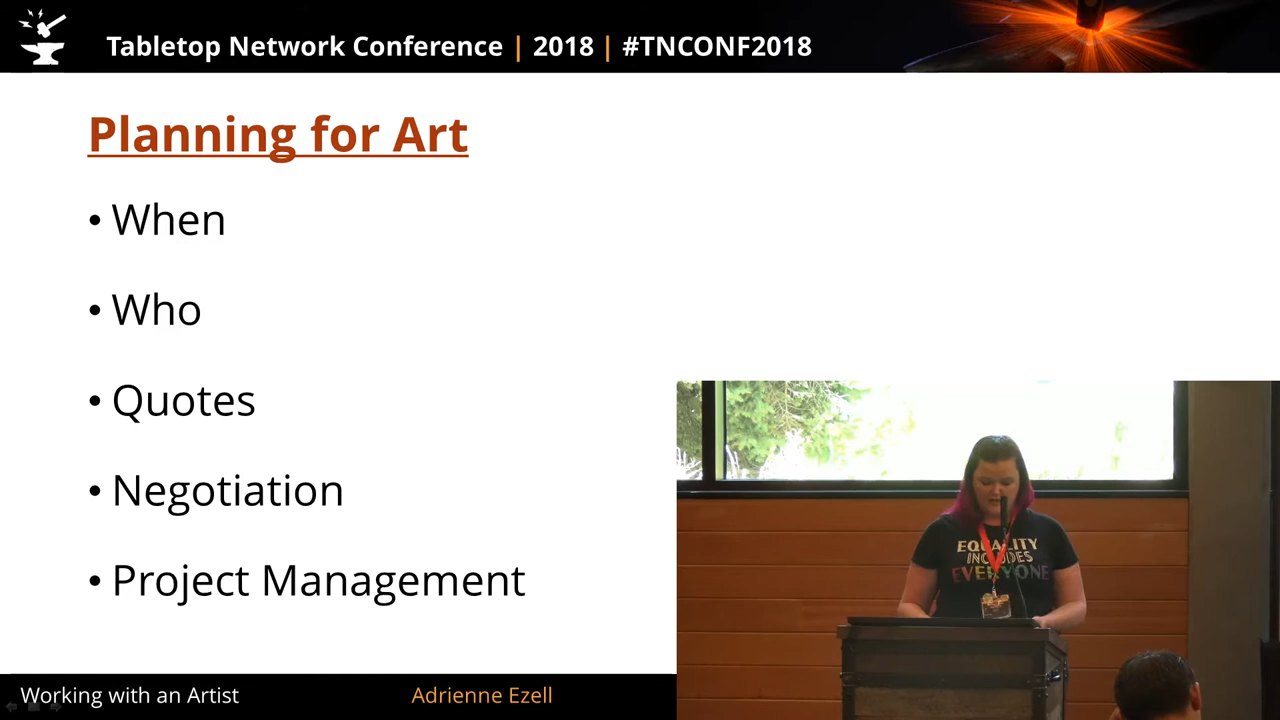 Tabletop Network Conference | 2018 | #TNCONF2018
Planning for Art
• When
• Who
• Quotes
• Negotiation
• Project Management
EQUALITY
INCLUDES
EVERYONE
Working with an Artist
Adrienne Ezell